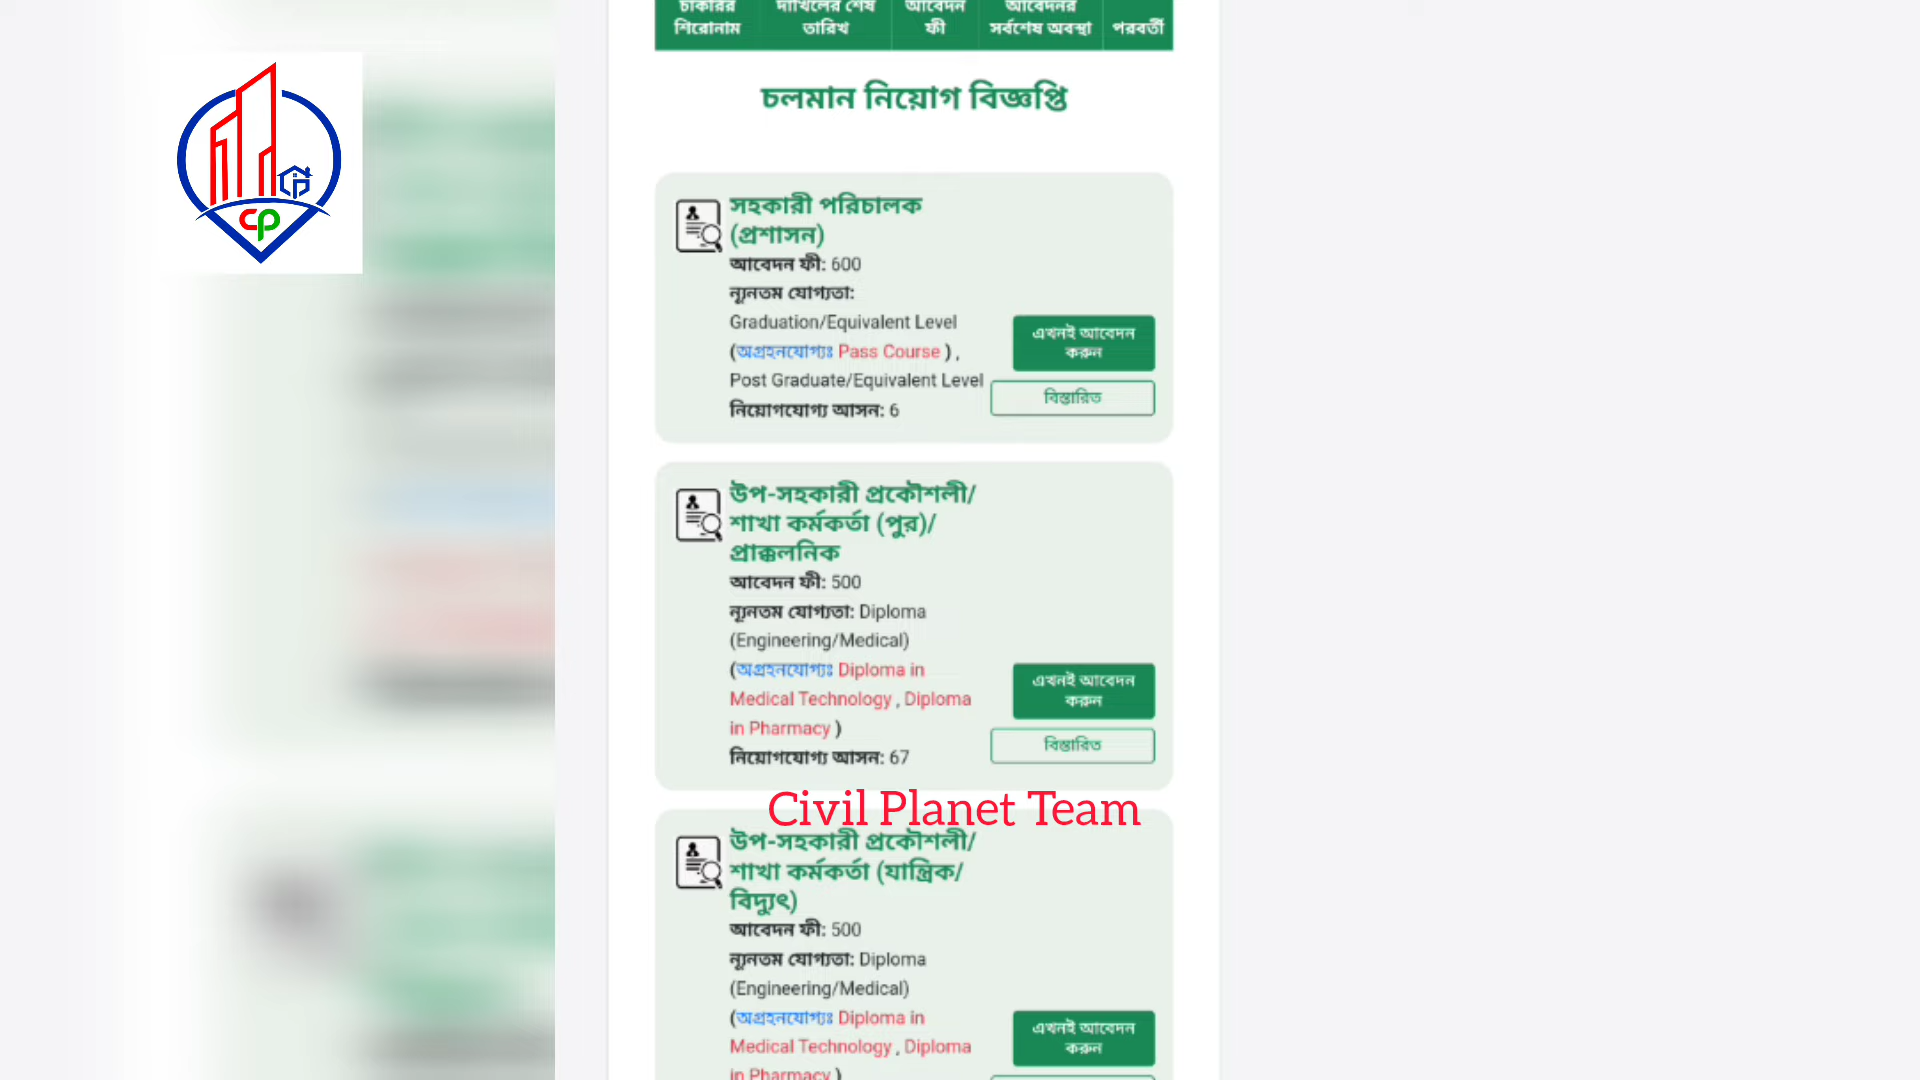 চাকরির দাখিলের শেষ আবেদন আবেদনর
শিরোনাম তারিখ ফী সর্বশেষ অবস্থা পরবর্তী
চলমান নিয়োগ বিজ্ঞপ্তি
সহকারী পরিচালক
(প্রশাসন)
আবেদন ফী: 600
ন্যূনতম যোগ্যতা:
Graduation/Equivalent Level
(অগ্রহনযোগ্যঃ Pass Course ) ,
Post Graduate/Equivalent Level
নিয়োগযোগ্য আসন: 6
এখনই আবেদন
করুন
বিস্তারিত
উপ-সহকারী প্রকৌশলী/
শাখা কর্মকর্তা (পুর)/
প্রাক্কলনিক
আবেদন ফী: 500
ন্যূনতম যোগ্যতা: Diploma
(Engineering/Medical)
(অগ্রহনযোগ্যঃ Diploma in
Medical Technology , Diploma
in Pharmacy )
নিয়োগযোগ্য আসন: 67
এখনই আবেদন
করুন
বিস্তারিত
Civil Planet Team
উপ-সহকারী প্রকৌশলী/
শাখা কর্মকর্তা (যান্ত্রিক/
বিদ্যুৎ)
আবেদন ফী: 500
ন্যূনতম যোগ্যতা: Diploma
(Engineering/Medical)
(অগ্রহনযোগ্যঃ Diploma in
Medical Technology , Diploma
in Pharmacy )
এখনই আবেদন
করুন
cp